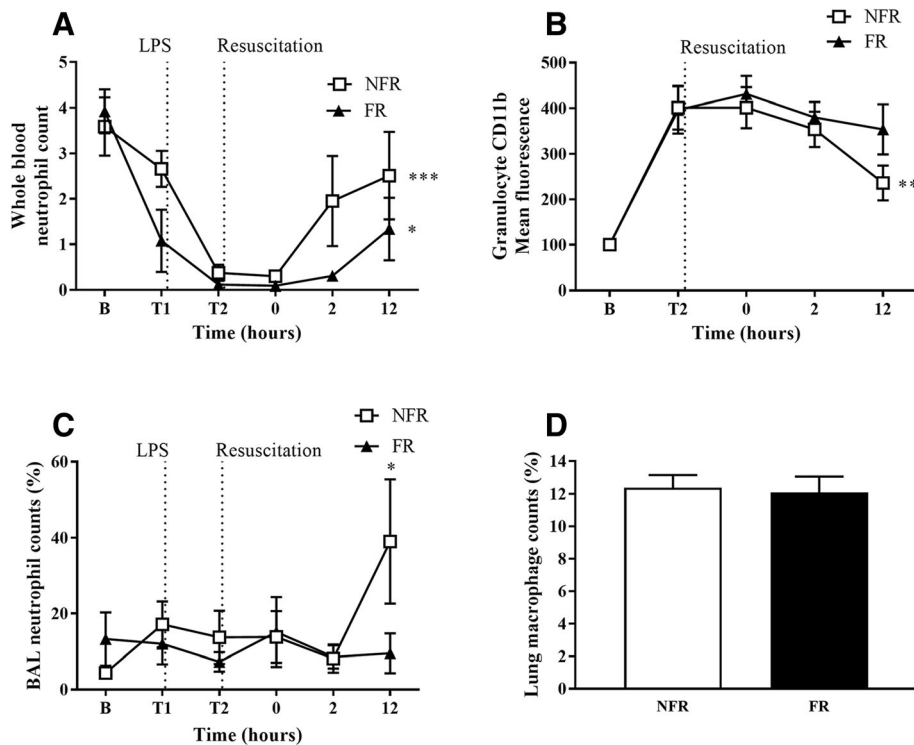 A
LPS
Resuscitation
NFR
FR
Whole blood
neutrophil count
5
4
3
2
1
0
***
*
B
T1
T2
0
2
12
Time (hours)
B
NFR
FR
Resuscitation
Granulocyte CD11b
Mean fluorescence
500
400
300
200
100
0
**
B
T2
0
2
12
Time (hours)
C
NFR
FR
LPS
Resuscitation
BAL neutrophil counts (%)
60
40
20
0
*
B
T1
T2
0
2
12
Time (hours)
D
Lung macrophage counts (%)
14
12
10
8
6
4
2
0
NFR
FR